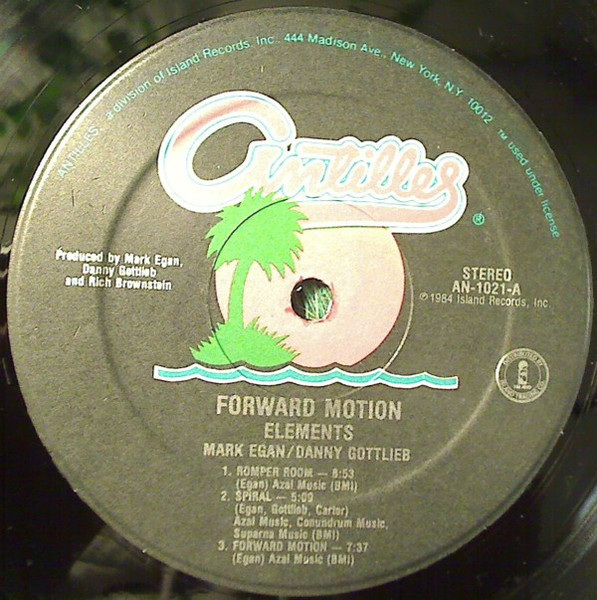 ANTILLES, a division of Island Records, Inc., 444 Madison Ave., New York, N.Y. 10012 ™ used under license
Antilles
®
Produced by Mark Egan,
Danny Gottlieb
and Rich Brownstein
STEREO
AN-1021-A
℗ 1984 Island Records, Inc.
FORWARD MOTION
ELEMENTS
MARK EGAN/DANNY GOTTLIEB
1. ROMPER ROOM — 8:53
(Egan) Azal Music (BMI)
2. SPIRAL — 5:09
(Egan, Gottlieb, Carter)
Azal Music, Conundrum Music,
Suparna Music (BMI)
3. FORWARD MOTION — 7:37
(Egan) Azal Music (BMI)